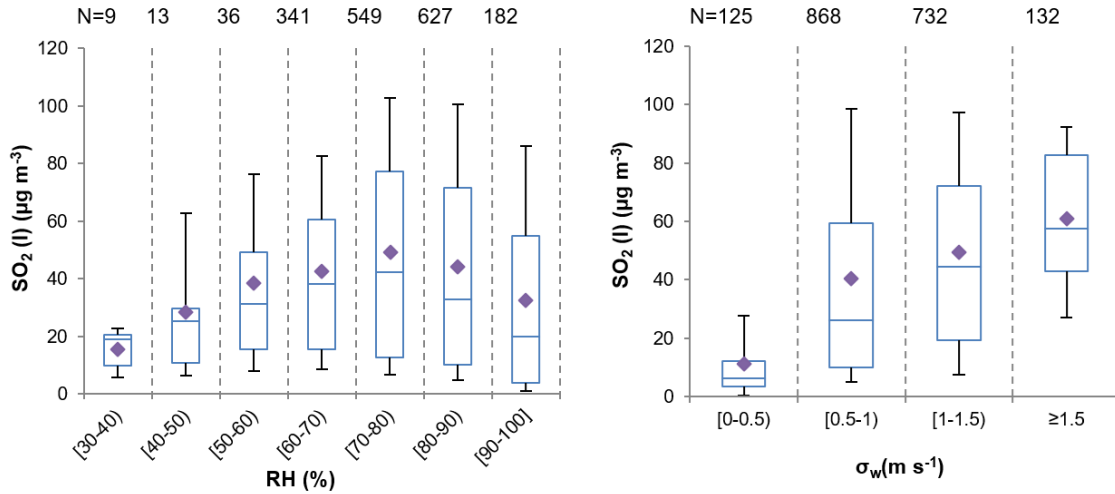 N=9 13 36 341 549 627 182
120
100
80
60
40
20
0
SO₂ (l) (µg m⁻³)
[30-40) [40-50) [50-60) [60-70) [70-80) [80-90) [90-100]
RH (%)
N=125 868 732 132
120
100
80
60
40
20
0
SO₂ (l) (µg m⁻³)
[0-0.5) [0.5-1) [1-1.5) ≥1.5
σw(m s⁻¹)